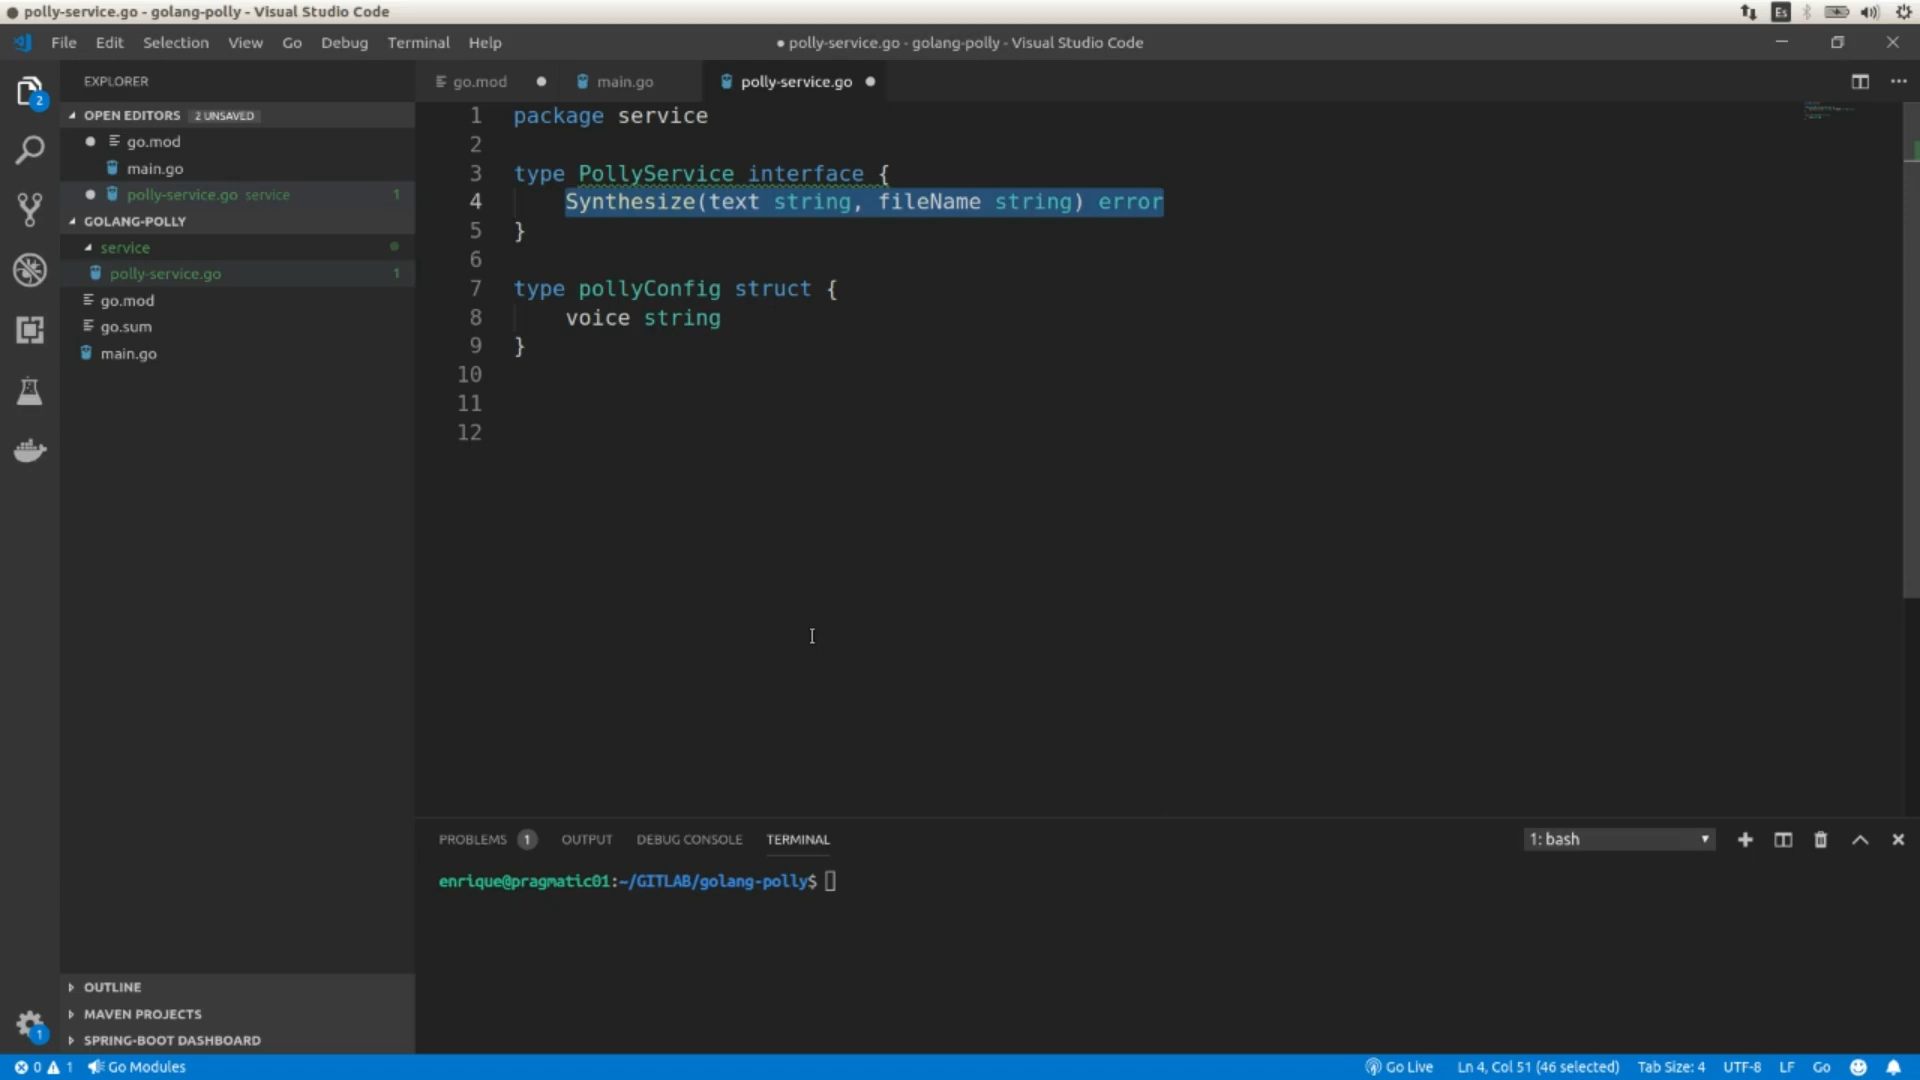 polly-service.go - golang-polly - Visual Studio Code
Es
File Edit Selection View Go Debug Terminal Help
● polly-service.go - golang-polly - Visual Studio Code
2
EXPLORER
OPEN EDITORS 2 UNSAVED
go.mod
main.go
polly-service.go service 1
GOLANG-POLLY
service
polly-service.go 1
go.mod
go.sum
main.go
OUTLINE
MAVEN PROJECTS
SPRING-BOOT DASHBOARD
1
go.mod main.go polly-service.go
1 package service
2
3 type PollyService interface {
4 Synthesize(text string, fileName string) error
5 }
6
7 type pollyConfig struct {
8 voice string
9 }
10
11
12
PROBLEMS 1 OUTPUT DEBUG CONSOLE TERMINAL
1: bash
enrique@pragmatic01:~/GITLAB/golang-polly$
0 1 Go Modules
Go Live Ln 4, Col 51 (46 selected) Tab Size: 4 UTF-8 LF Go